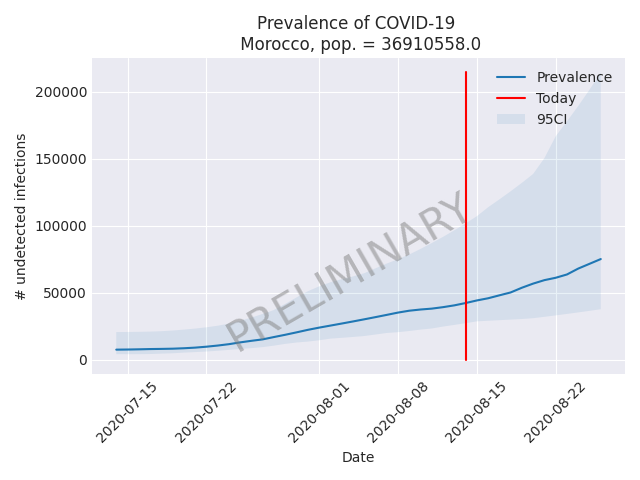 Prevalence of COVID-19
Morocco, pop. = 36910558.0
Prevalence
Today
95CI
200000
150000
100000
50000
0
# undetected infections
PRELIMINARY
2020-07-15
2020-07-22
2020-08-01
2020-08-08
2020-08-15
2020-08-22
Date